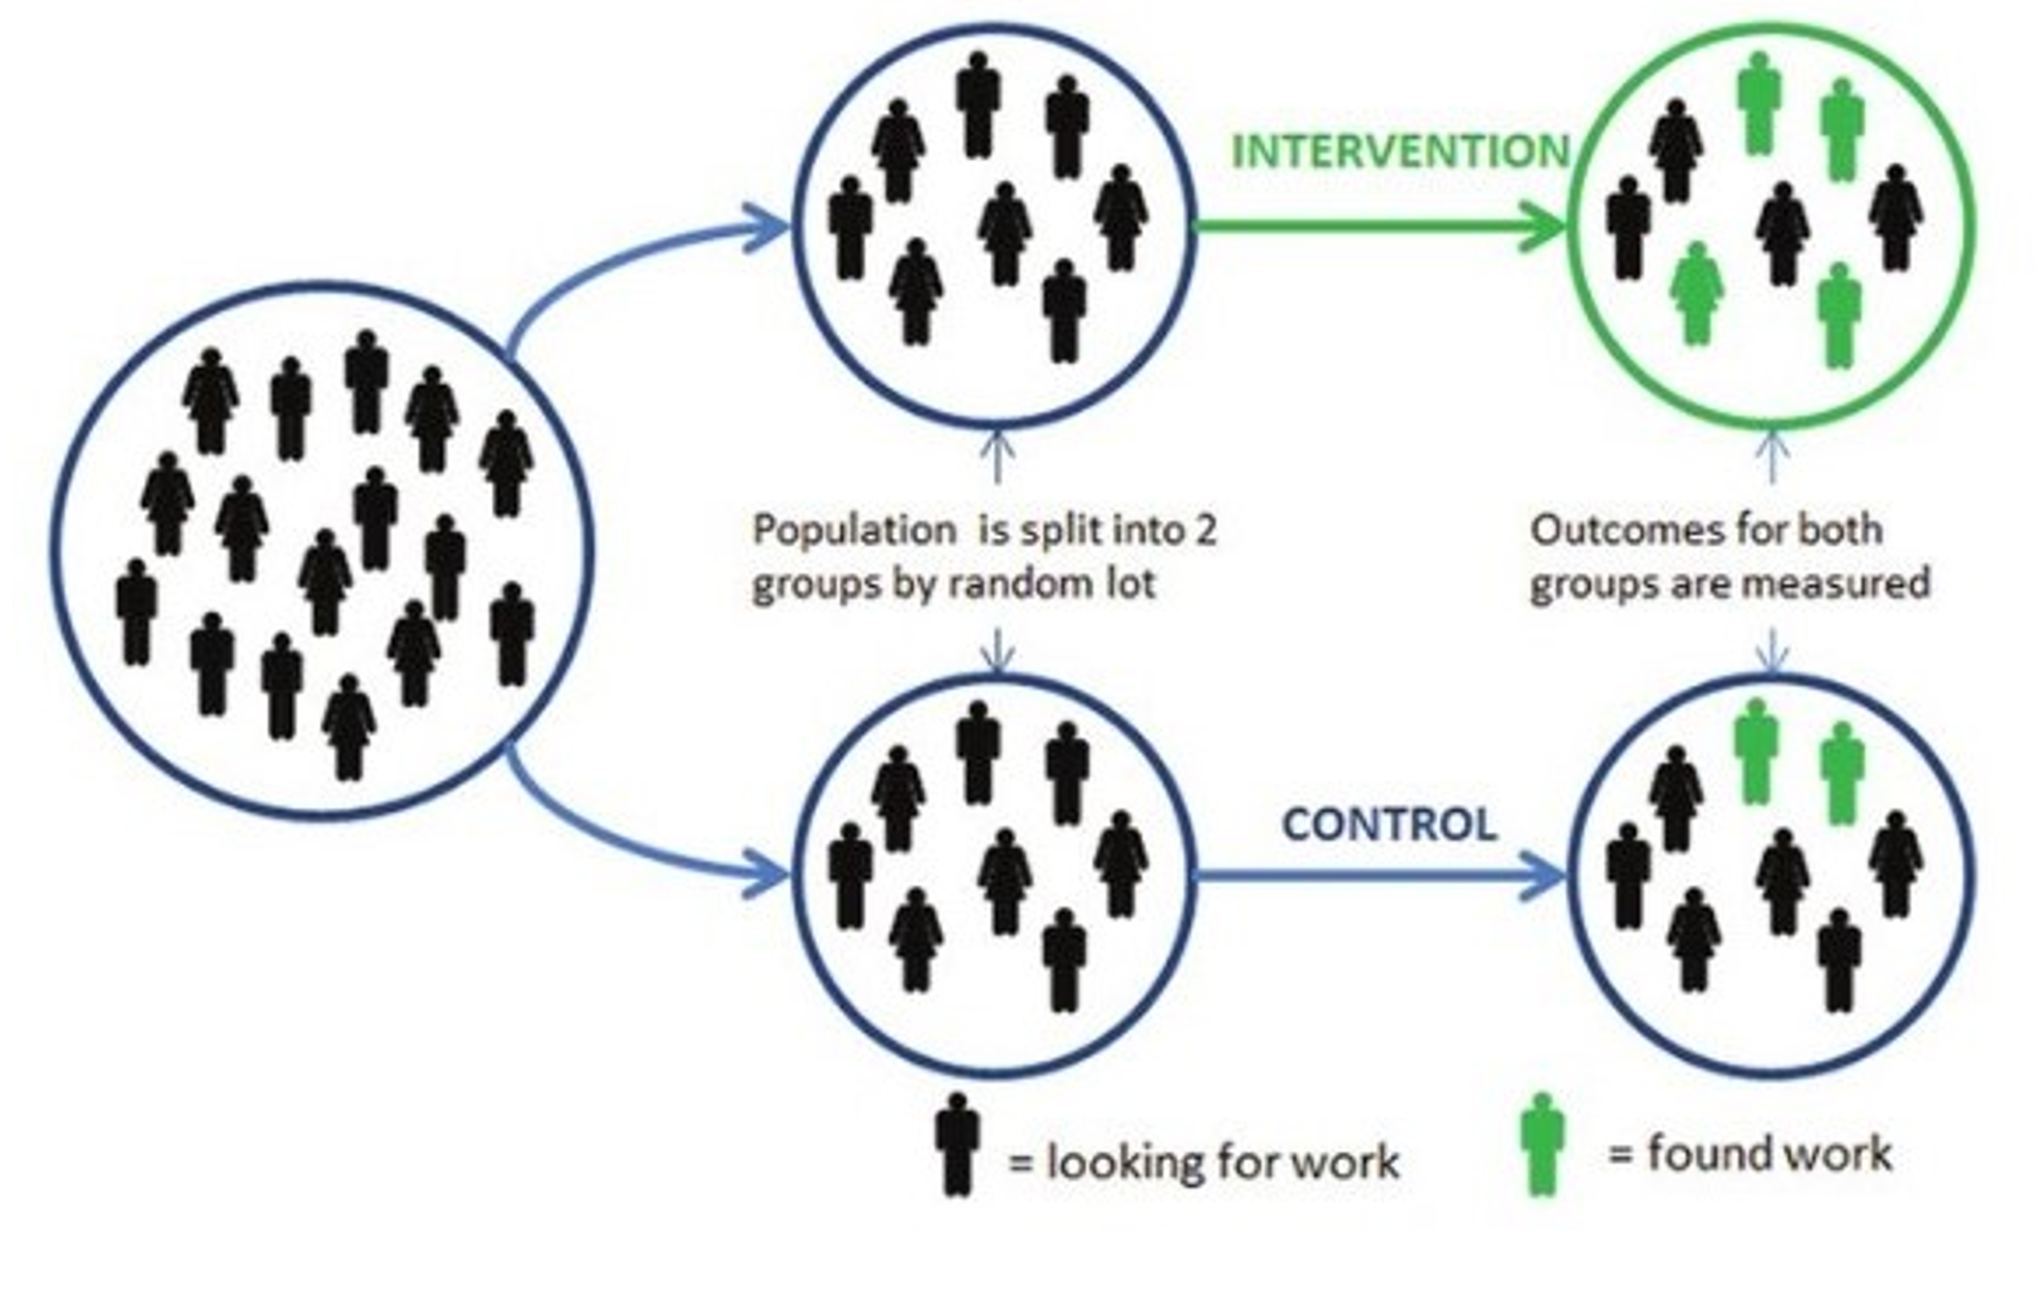 INTERVENTION
Population is split into 2
groups by random lot
Outcomes for both
groups are measured
CONTROL
= looking for work
= found work